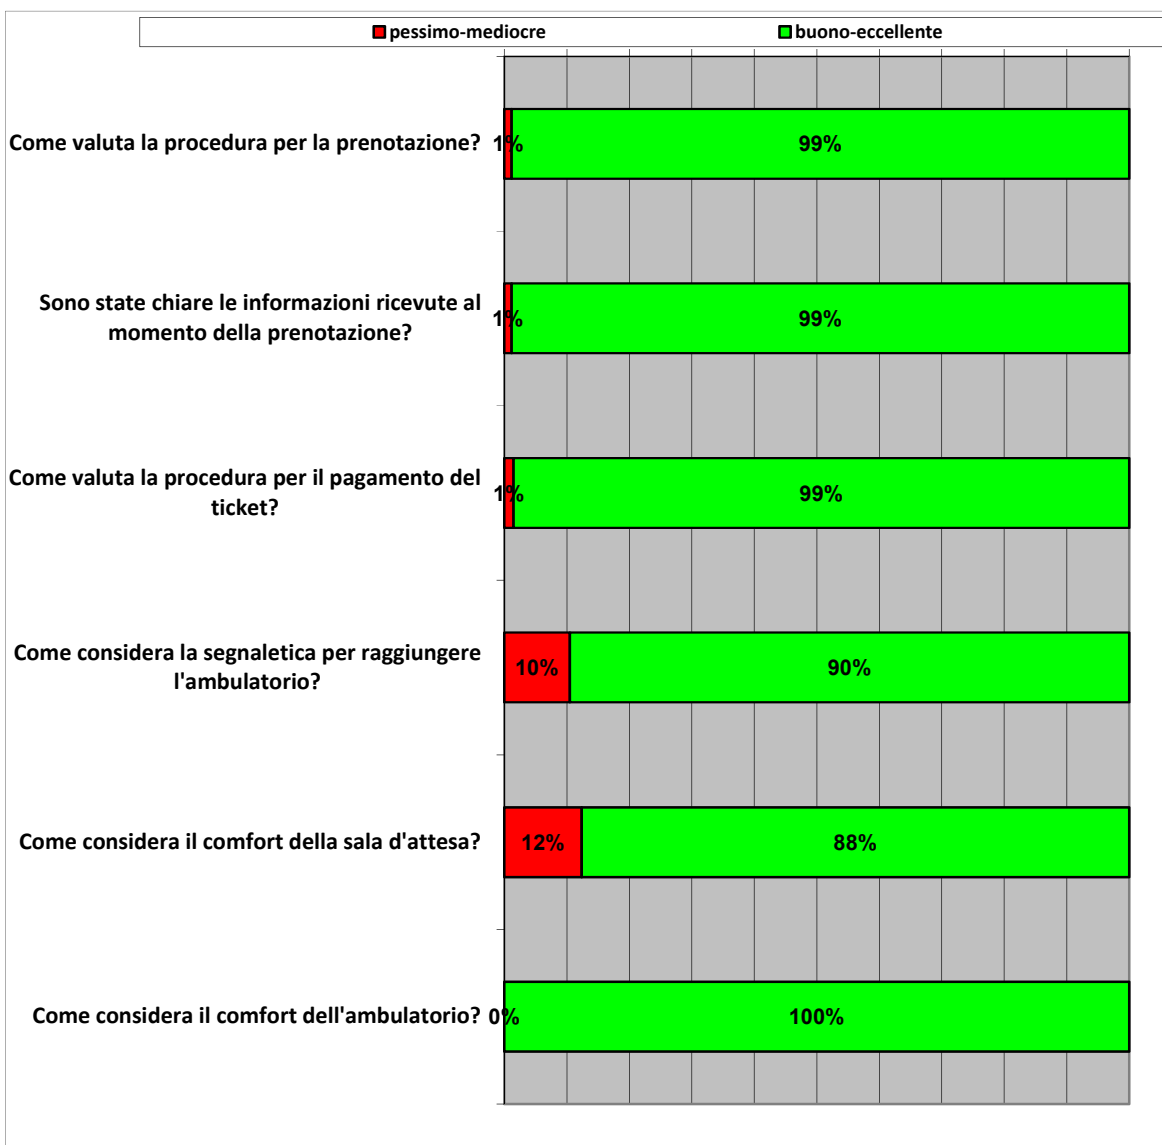 pessimo-mediocre buono-eccellente
Come valuta la procedura per la prenotazione? 1% 99%
Sono state chiare le informazioni ricevute al
momento della prenotazione?
1% 99%
Come valuta la procedura per il pagamento del
ticket?
1% 99%
Come considera la segnaletica per raggiungere
l'ambulatorio?
10% 90%
Come considera il comfort della sala d'attesa? 12% 88%
Come considera il comfort dell'ambulatorio? 0% 100%